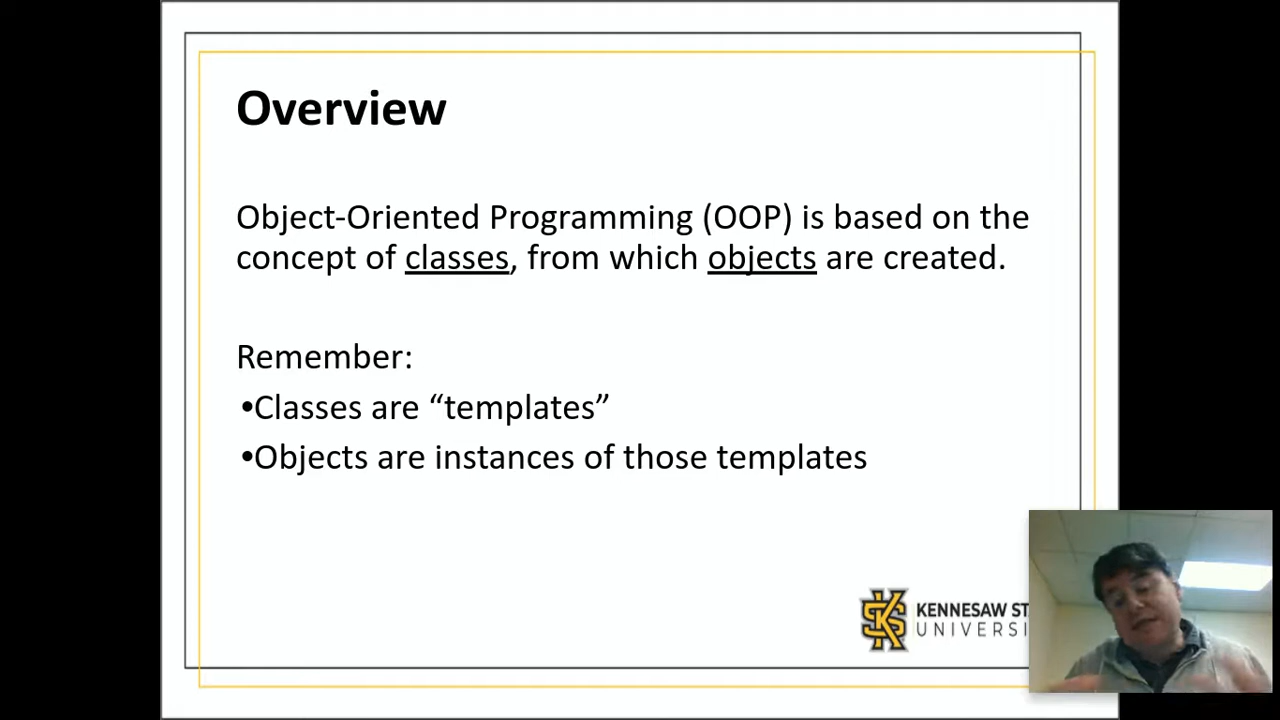 Overview
Object-Oriented Programming (OOP) is based on the
concept of classes, from which objects are created.
Remember:
•Classes are “templates”
•Objects are instances of those templates
KENNESAW ST
UNIVERSI